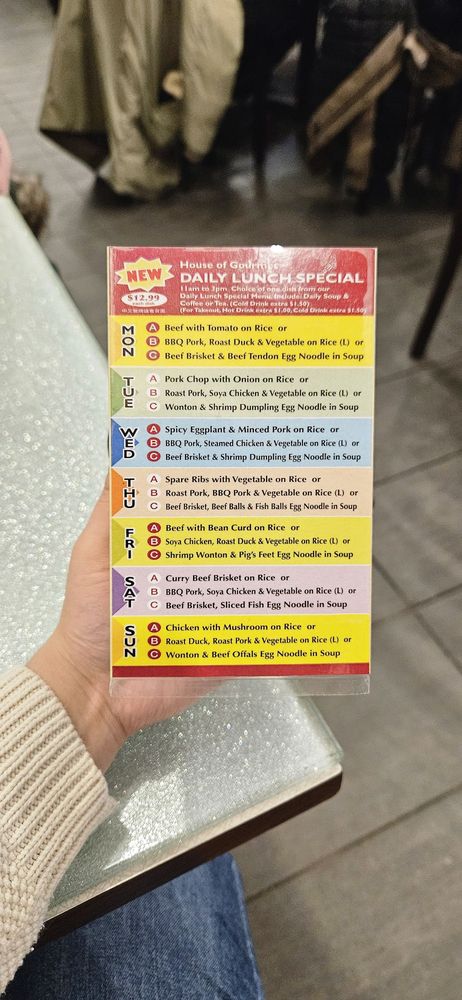 NEW
$12.99
each dish
House of Gourmet
DAILY LUNCH SPECIAL
11am to 3pm. Choice of one dish from our
Daily Lunch Special Menu. Include: Daily Soup &
Coffee or Tea. (Cold Drink extra $1.50)
(For Takeout, Hot Drink extra $1.00, Cold Drink extra $1.50)
MON
A Beef with Tomato on Rice or
B BBQ Pork, Roast Duck & Vegetable on Rice (L) or
C Beef Brisket & Beef Tendon Egg Noodle in Soup
TUE
A Pork Chop with Onion on Rice or
B Roast Pork, Soya Chicken & Vegetable on Rice (L) or
C Wonton & Shrimp Dumpling Egg Noodle in Soup
WED
A Spicy Eggplant & Minced Pork on Rice or
B BBQ Pork, Steamed Chicken & Vegetable on Rice (L) or
C Beef Brisket & Shrimp Dumpling Egg Noodle in Soup
THU
A Spare Ribs with Vegetable on Rice or
B Roast Pork, BBQ Pork & Vegetable on Rice (L) or
C Beef Brisket, Beef Balls & Fish Balls Egg Noodle in Soup
FRI
A Beef with Bean Curd on Rice or
B Soya Chicken, Roast Duck & Vegetable on Rice (L) or
C Shrimp Wonton & Pig's Feet Egg Noodle in Soup
SAT
A Curry Beef Brisket on Rice or
B BBQ Pork, Soya Chicken & Vegetable on Rice (L) or
C Beef Brisket, Sliced Fish Egg Noodle in Soup
SUN
A Chicken with Mushroom on Rice or
B Roast Duck, Roast Pork & Vegetable on Rice (L) or
C Wonton & Beef Offals Egg Noodle in Soup